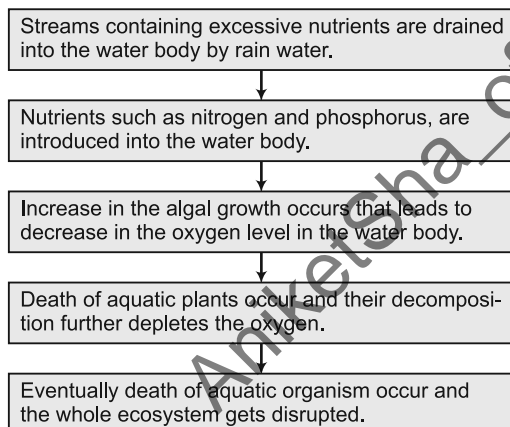 Streams containing excessive nutrients are drained
into the water body by rain water.
Nutrients such as nitrogen and phosphorus, are
introduced into the water body.
Increase in the algal growth occurs that leads to
decrease in the oxygen level in the water body.
Death of aquatic plants occur and their decomposi-
tion further depletes the oxygen.
Eventually death of aquatic organism occur and
the whole ecosystem gets disrupted.